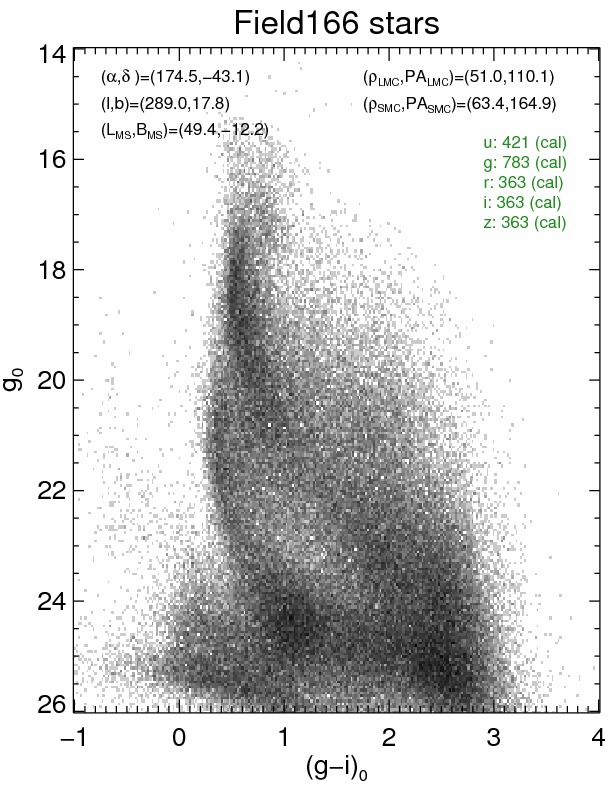 Field166 stars
(α,δ )=(174.5,−43.1)
(ρLMC,PALMC)=(51.0,110.1)
(l,b)=(289.0,17.8)
(ρSMC,PASMC)=(63.4,164.9)
(LMS,BMS)=(49.4,−12.2)
u: 421 (cal)
g: 783 (cal)
r: 363 (cal)
i: 363 (cal)
z: 363 (cal)
14
16
18
20
22
24
26
g0
−1 0 1 2 3 4
(g−i)0